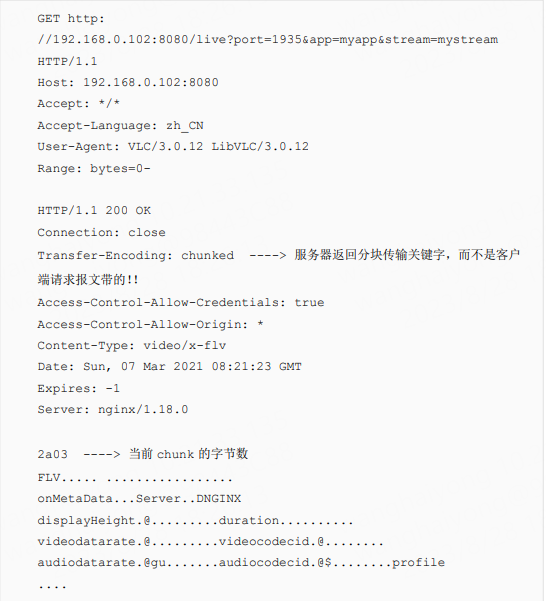 GET http:
//192.168.0.102:8080/live?port=1935&app=myapp&stream=mystream
HTTP/1.1
Host: 192.168.0.102:8080
Accept: */*
Accept-Language: zh_CN
User-Agent: VLC/3.0.12 LibVLC/3.0.12
Range: bytes=0-

HTTP/1.1 200 OK
Connection: close
Transfer-Encoding: chunked  ----> 服务器返回分块传输关键字，而不是客户
端请求报文带的!!
Access-Control-Allow-Credentials: true
Access-Control-Allow-Origin: *
Content-Type: video/x-flv
Date: Sun, 07 Mar 2021 08:21:23 GMT
Expires: -1
Server: nginx/1.18.0

2a03  ----> 当前 chunk 的字节数
FLV..... .................
onMetaData...Server..DNGINX
displayHeight.@.........duration..........
videodatarate.@.........videocodecid.@........
audiodatarate.@gu.......audiocodecid.@$........profile
....